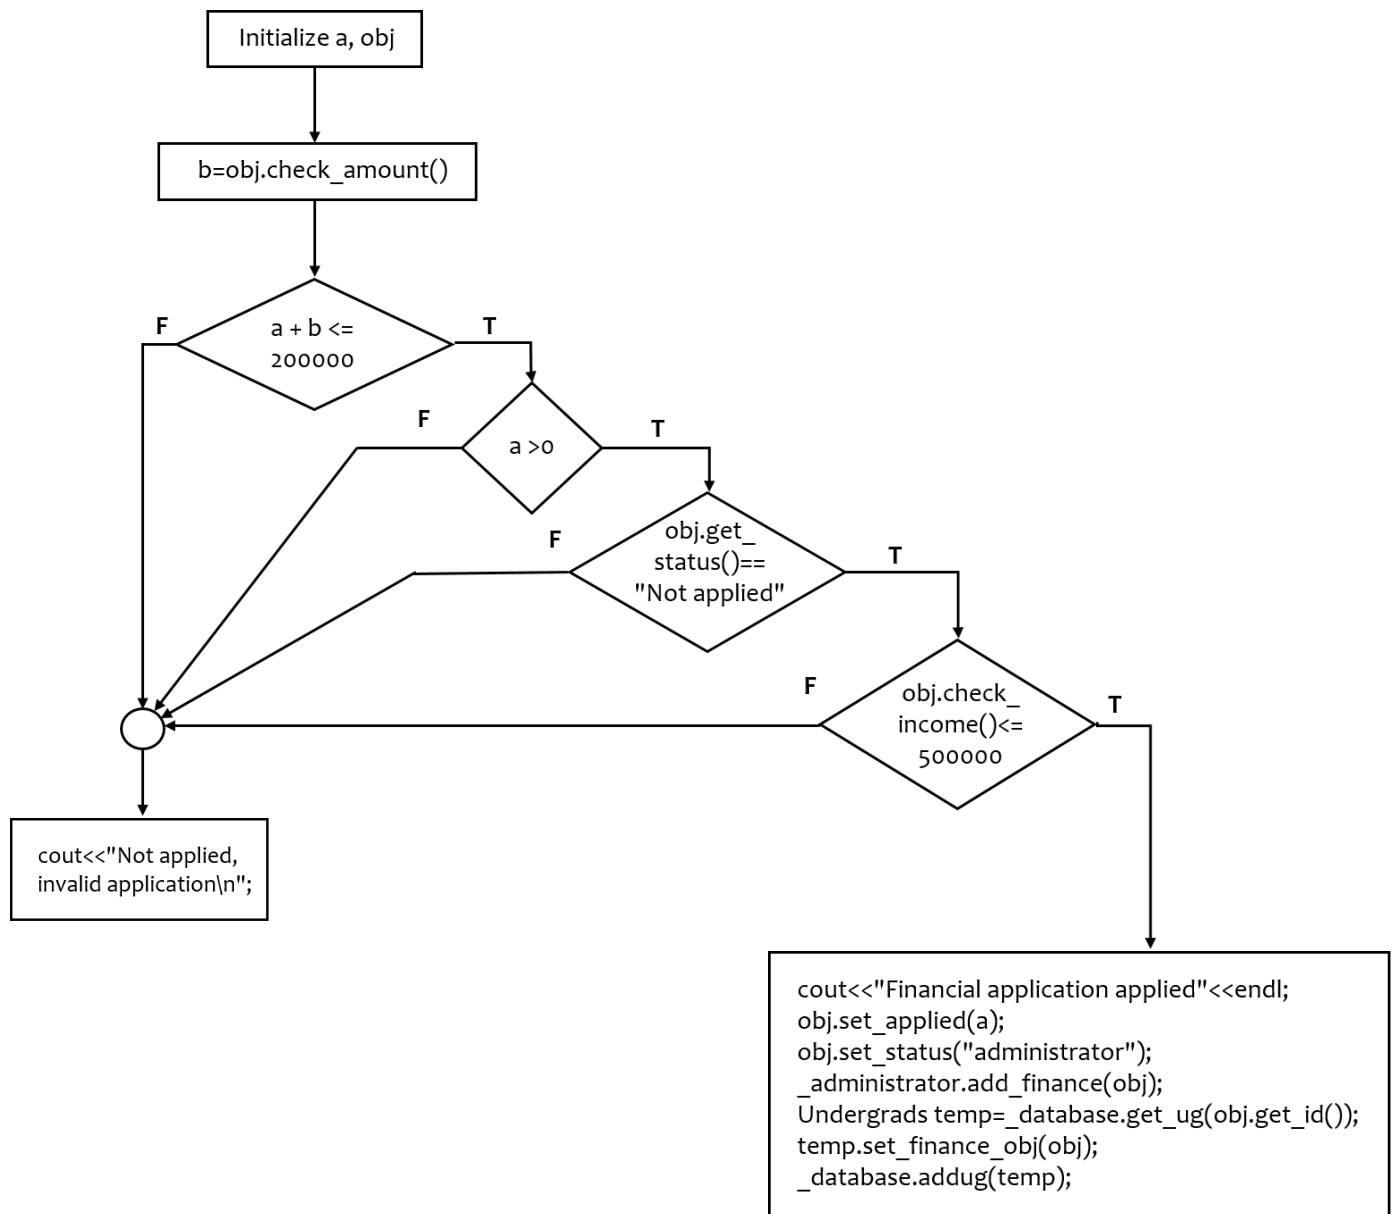 Initialize a, obj
b=obj.check_amount()
F
a + b <=
200000
T
F
a >0
T
F
obj.get_
status()==
"Not applied"
T
F
obj.check_
income()<=
500000
T
cout<<"Not applied,
invalid application\n";
cout<<"Financial application applied"<<endl;
obj.set_applied(a);
obj.set_status("administrator");
_administrator.add_finance(obj);
Undergrads temp=_database.get_ug(obj.get_id());
temp.set_finance_obj(obj);
_database.addug(temp);